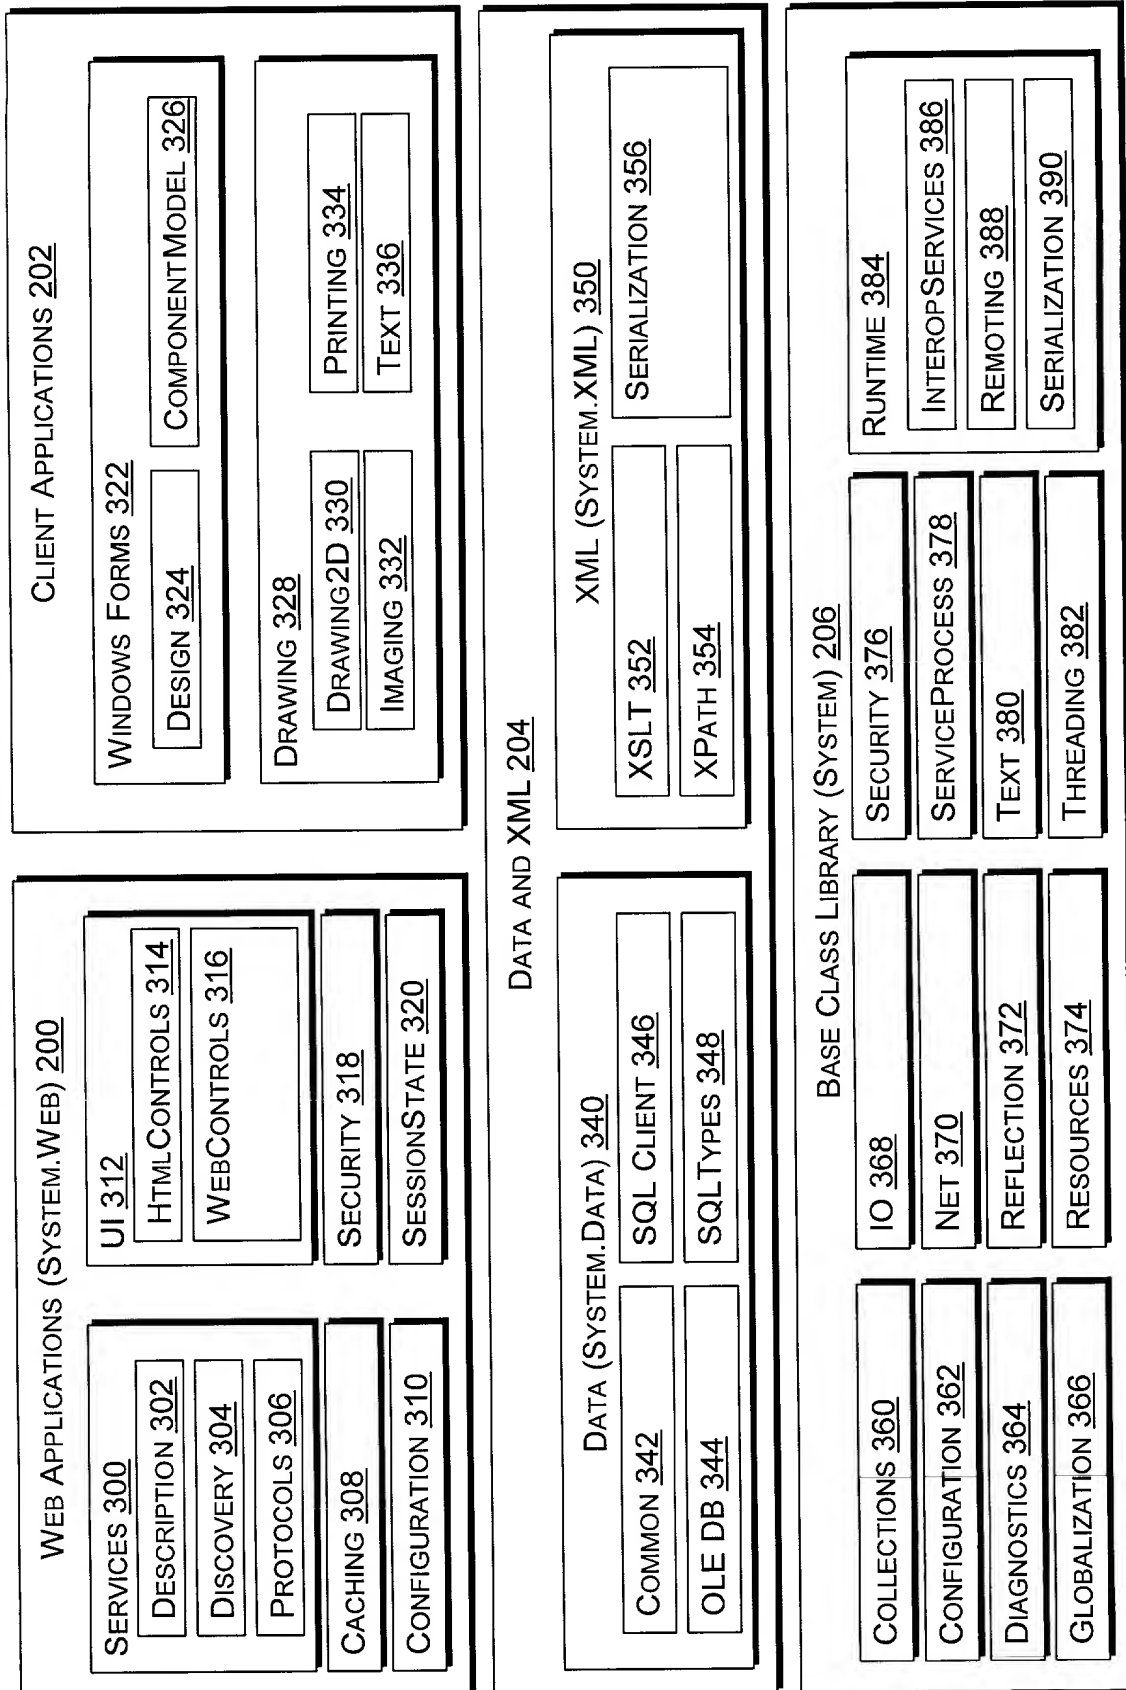 WEB APPLICATIONS (SYSTEM.WEB) 200
SERVICES 300
DESCRIPTION 302
DISCOVERY 304
PROTOCOLS 306
CACHING 308
CONFIGURATION 310
UI 312
HTMLCONTROLS 314
WEBCONTROLS 316
SECURITY 318
SESSIONSTATE 320
CLIENT APPLICATIONS 202
WINDOWS FORMS 322
DESIGN 324
COMPONENTMODEL 326
DRAWING 328
DRAWING2D 330
IMAGING 332
PRINTING 334
TEXT 336
DATA AND XML 204
DATA (SYSTEM.DATA) 340
COMMON 342
OLE DB 344
SQL CLIENT 346
SQLTYPES 348
XML (SYSTEM.XML) 350
XSLT 352
XPATH 354
SERIALIZATION 356
BASE CLASS LIBRARY (SYSTEM) 206
COLLECTIONS 360
CONFIGURATION 362
DIAGNOSTICS 364
GLOBALIZATION 366
IO 368
NET 370
REFLECTION 372
RESOURCES 374
SECURITY 376
SERVICEPROCESS 378
TEXT 380
THREADING 382
RUNTIME 384
INTEROPSERVICES 386
REMOTING 388
SERIALIZATION 390